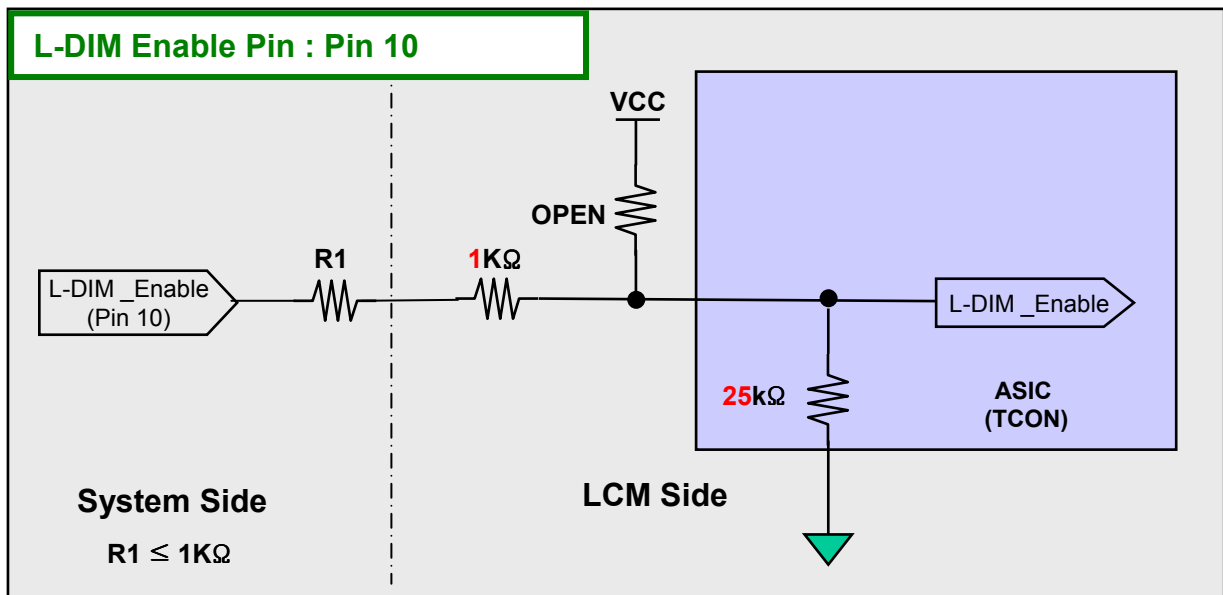 L-DIM Enable Pin : Pin 10
VCC
OPEN
R1
1KΩ
L-DIM _Enable
(Pin 10)
L-DIM _Enable
25kΩ
ASIC
(TCON)
System Side
LCM Side
R1 ≤ 1KΩ